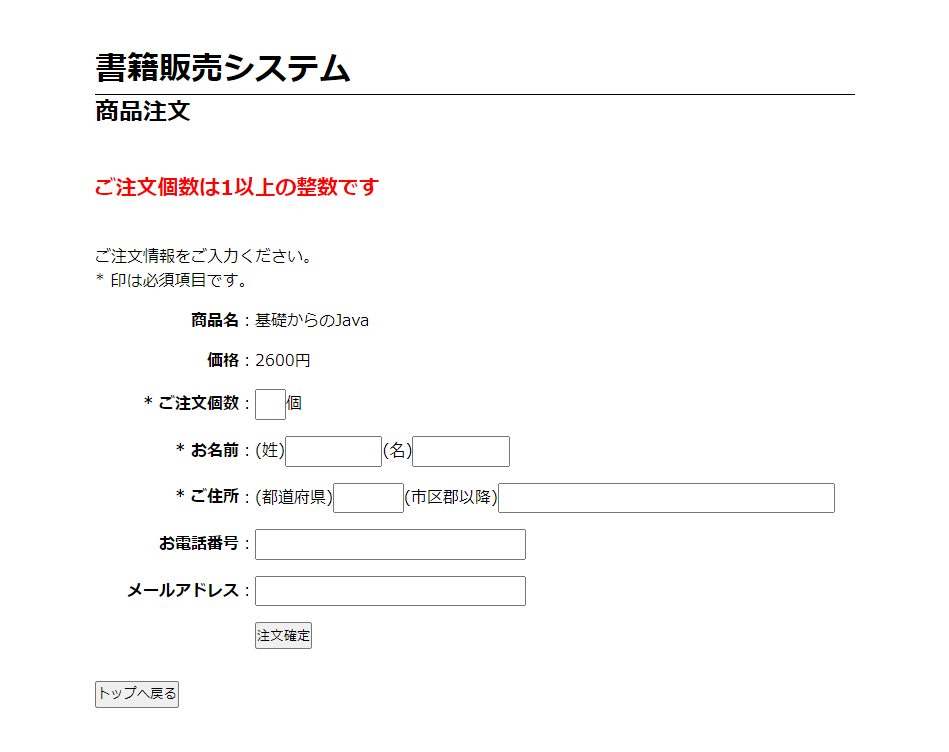 書籍販売システム
商品注文
ご注文個数は1以上の整数です
ご注文情報をご入力ください。
* 印は必須項目です。
商品名：基礎からのJava
価格：2600円
* ご注文個数：個
* お名前：(姓)(名)
* ご住所：(都道府県)(市区郡以降)
お電話番号：
メールアドレス：
注文確定
トップへ戻る